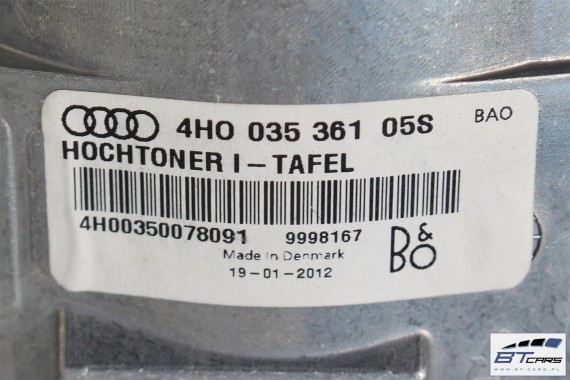 4H0 035 361 05S BAO
HOCHTONER I-TAFEL
4H00350078091 9998167
Made In Denmark
19-01-2012
B&O
BT CARS
WWW.BTCARS.PL